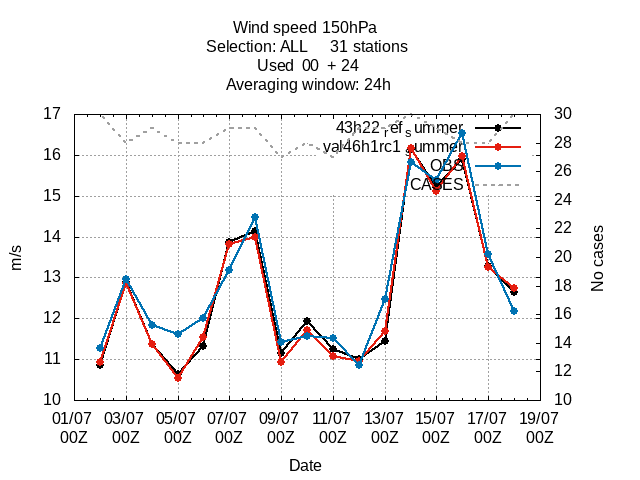 Wind speed 150hPa
Selection: ALL 31 stations
Used 00 + 24
Averaging window: 24h
17 30
43h22_ref_summer
val46h1rc1_summer
OBS
CASES
16
15
14
13
12
11
10
28
26
24
22
20
18
16
14
12
10
m/s
No cases
01/07 03/07 05/07 07/07 09/07 11/07 13/07 15/07 17/07 19/07
00Z 00Z 00Z 00Z 00Z 00Z 00Z 00Z 00Z 00Z
Date